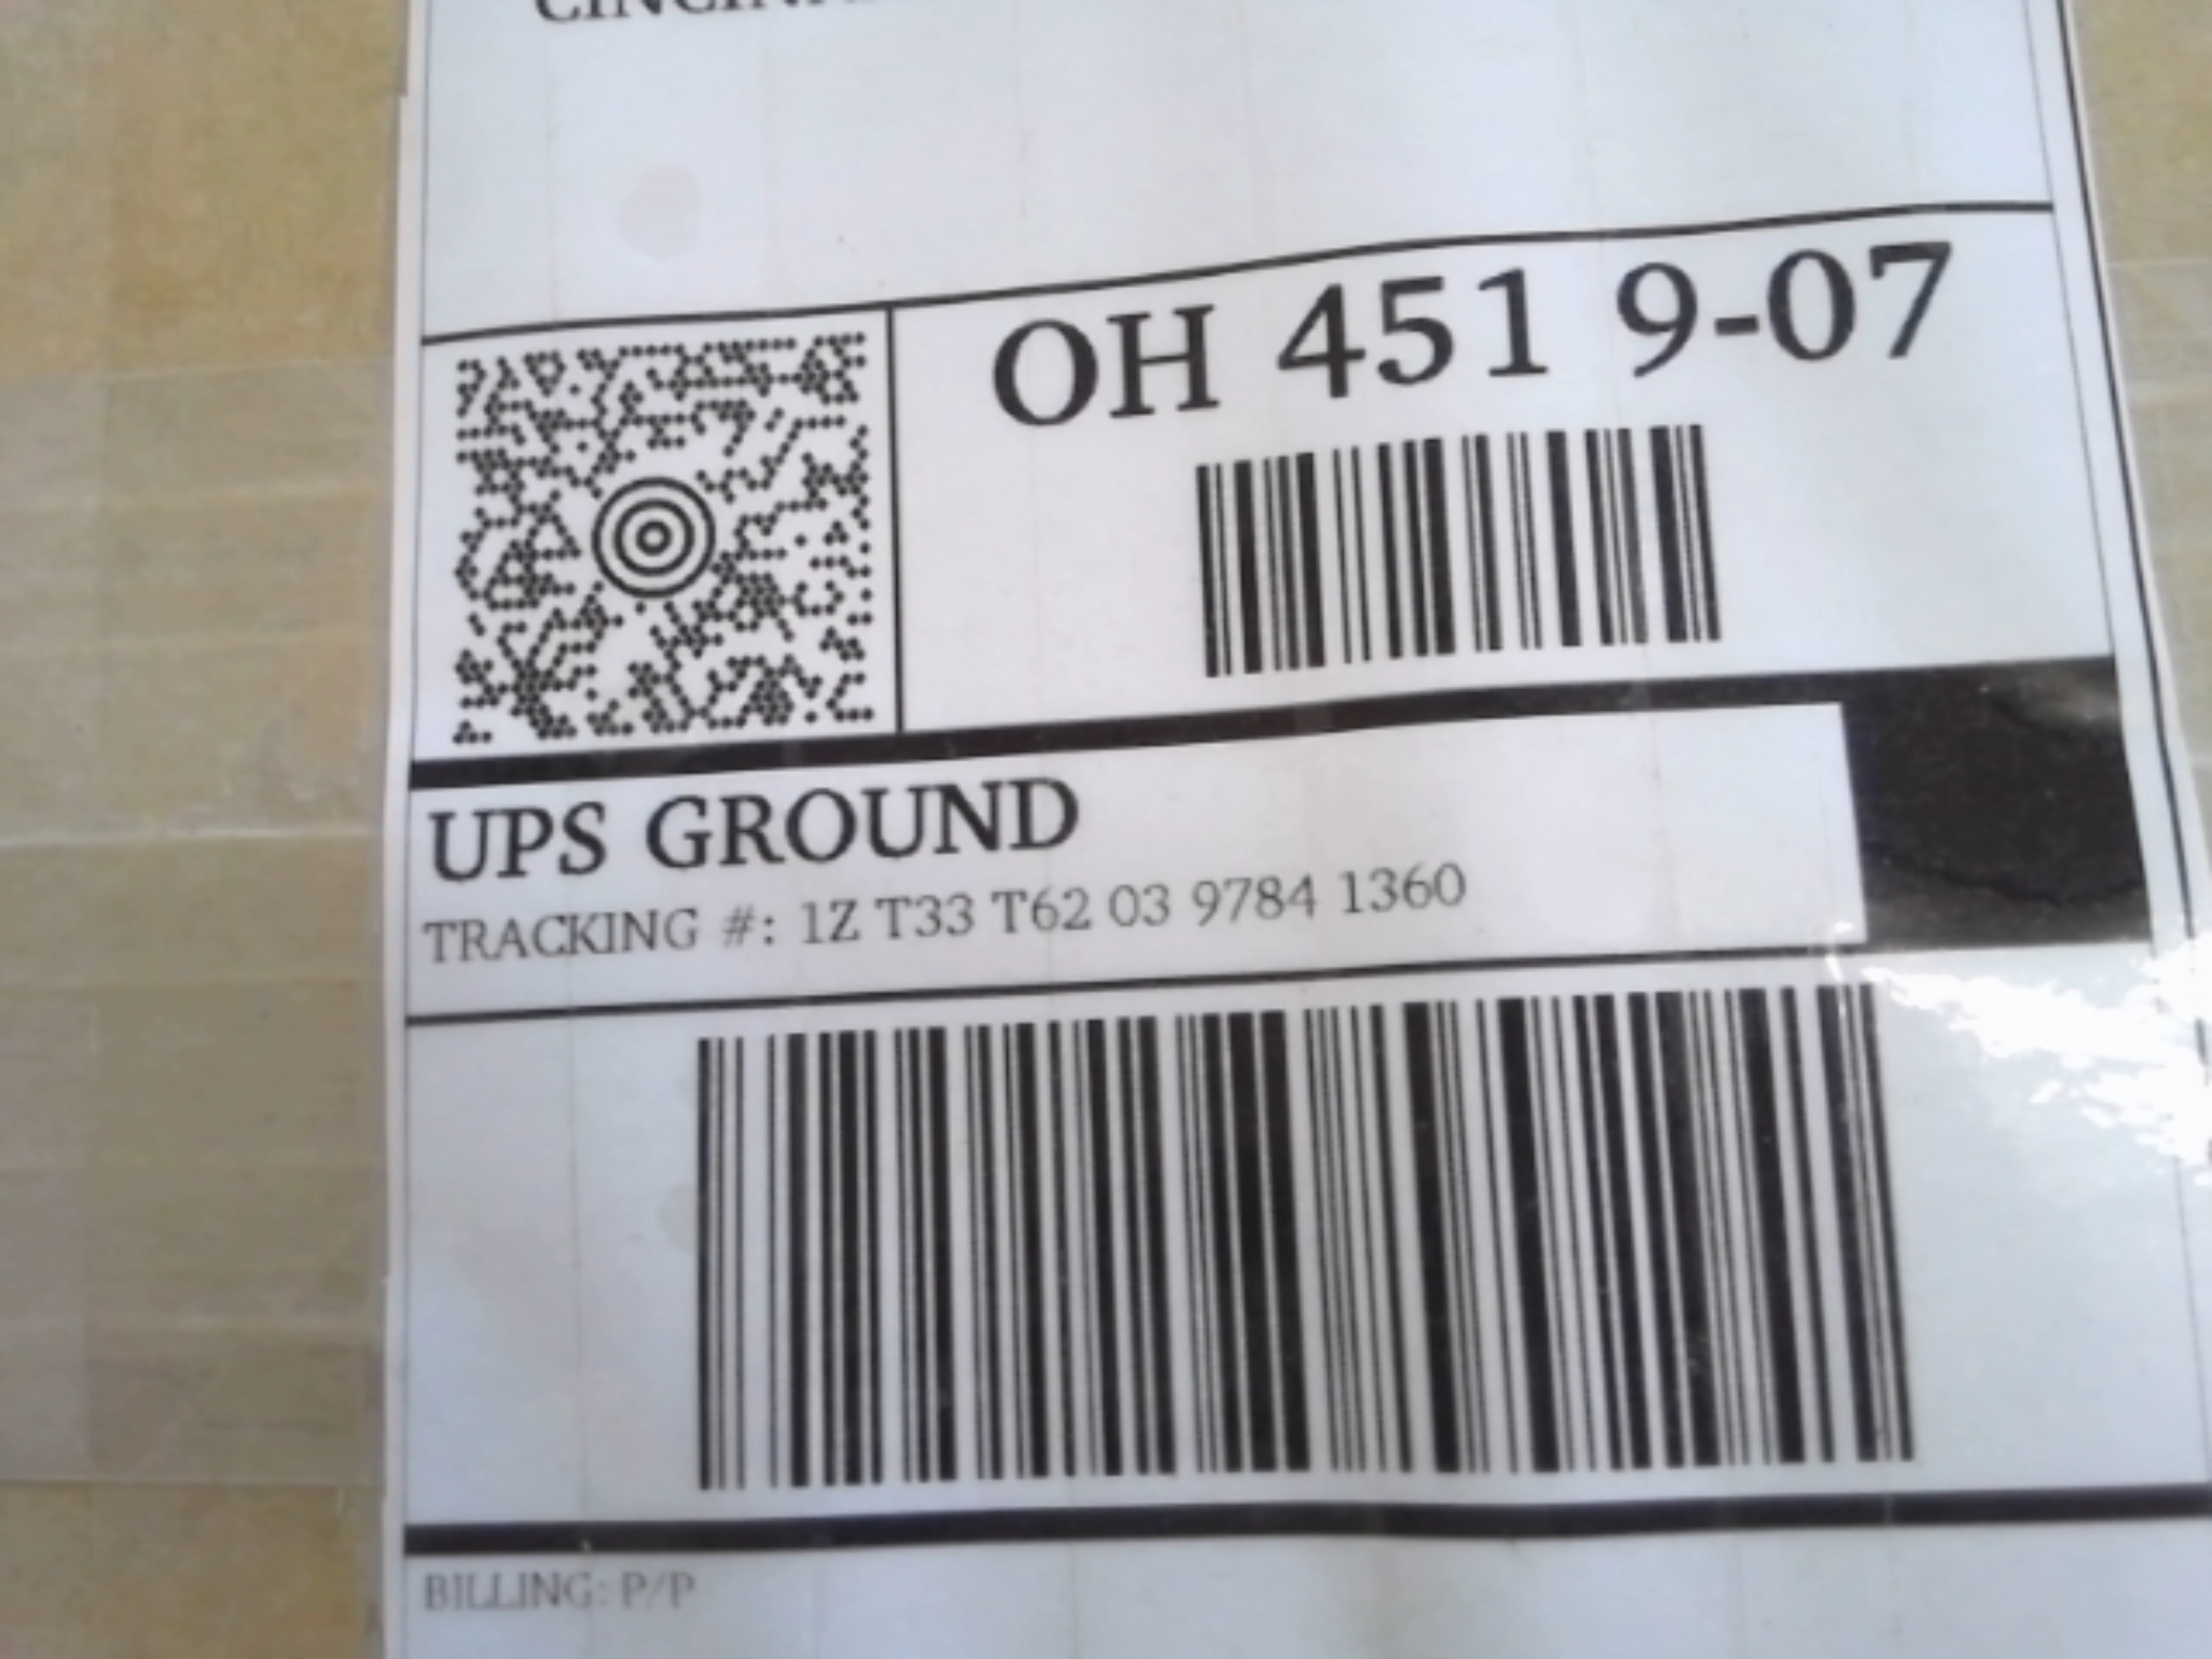 OH 451 9-07
UPS GROUND
TRACKING #: 1Z T33 T62 03 9784 1360
BILLING: P/P